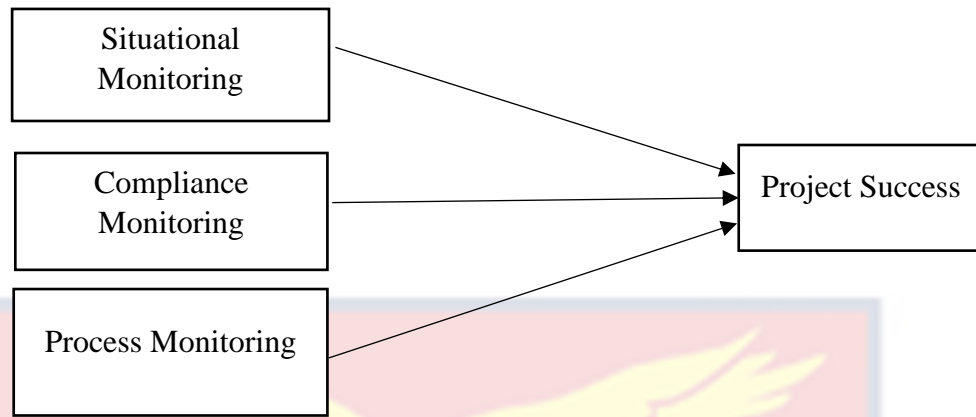 Situational
Monitoring
Compliance
Monitoring
Process Monitoring
Project Success